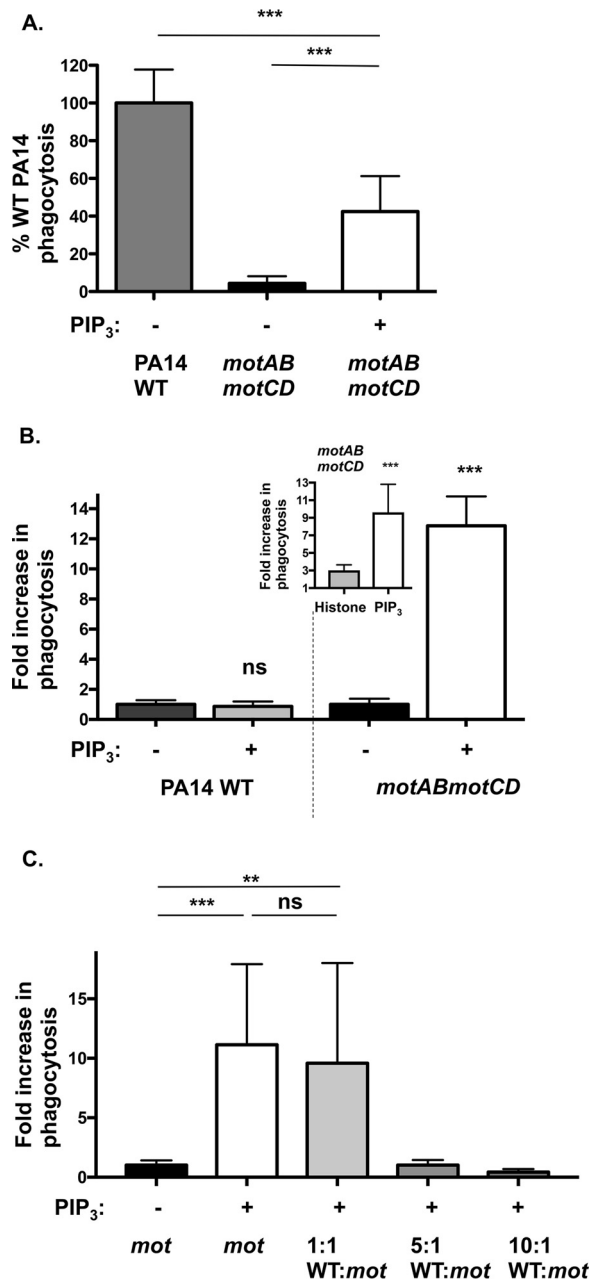 A.
***
***
120
100
80
60
40
20
0
% WT PA14
phagocytosis
PIP3: - - +
PA14 motAB motAB
WT motCD motCD
B.
motAB
motCD ***
13
11
9
7
5
3
1
Fold increase in
phagocytosis
Histone PIP3
***
14
12
10
8
6
4
2
0
Fold increase in
phagocytosis
ns
PIP3: - + - +
PA14 WT motABmotCD
C.
**
*** ns
15
10
5
0
Fold increase in
phagocytosis
PIP3: - + + + +
mot mot 1:1 5:1 10:1
WT:mot WT:mot WT:mot